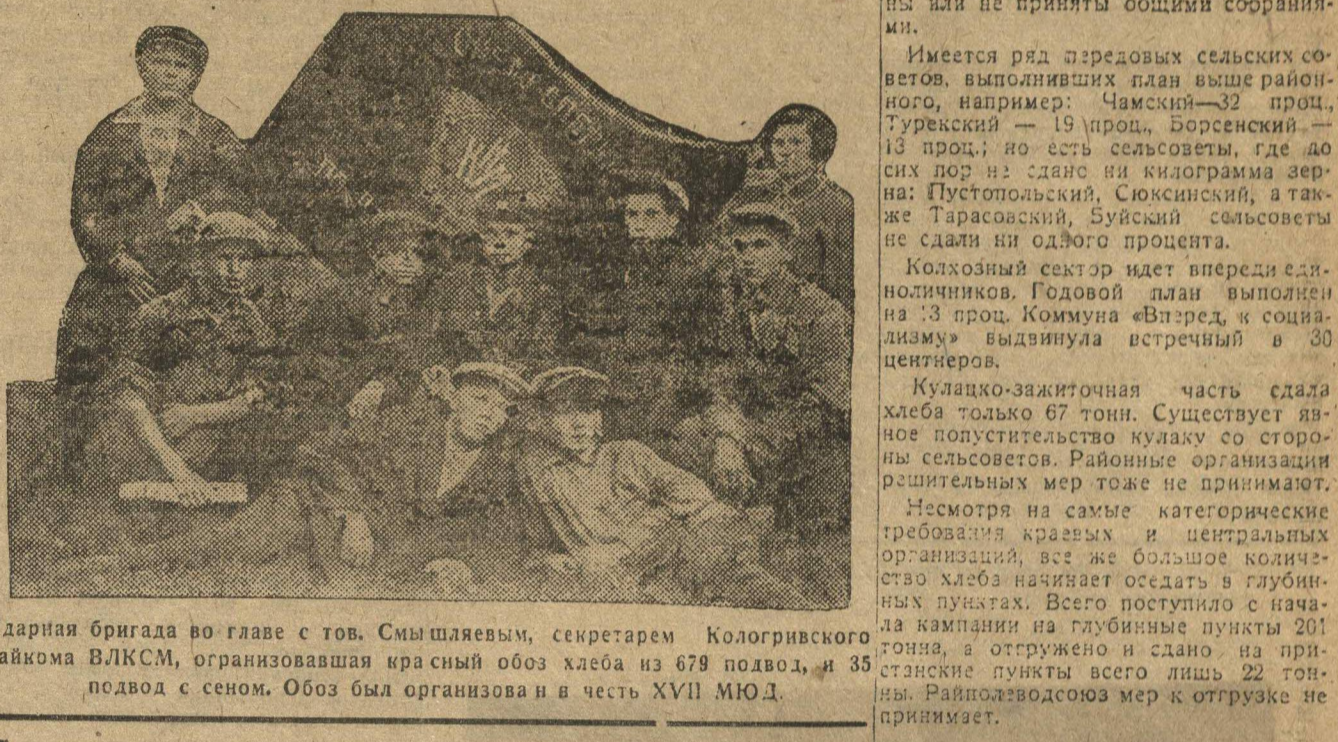 дарная бригада во главе с тов. Смышляевым, секретарем Кологривского
айкома ВЛКСМ, огранизовавшая красный обоз хлеба из 679 подвод, и 35
подвод с сеном. Обоз был организован в честь XVII МЮД.
ны или не приняты общими собрания-
ми.
Имеется ряд передовых сельских со-
ветов, выполнивших план выше район-
ного, например: Чамский—32 проц.,
Турекский — 19 проц., Борсенский —
13 проц.; но есть сельсоветы, где до
сих пор не сдано ни килограмма зер-
на: Пустопольский, Сюксинский, а так-
же Тарасовский, Буйский сельсоветы
не сдали ни одного процента.
Колхозный сектор идет впереди еди-
ноличников. Годовой план выполнен
на 13 проц. Коммуна «Вперед, к социа-
лизму» выдвинула встречный в 30
центнеров.
Кулацко-зажиточная часть сдала
хлеба только 67 тонн. Существует яв-
ное попустительство кулаку со сторо-
ны сельсоветов. Районные организации
решительных мер тоже не принимают.
Несмотря на самые категорические
требования краевых и центральных
организаций, все же большое количе-
ство хлеба начинает оседать в глубин-
ных пунктах. Всего поступило с нача-
ла кампании на глубинные пункты 201
тонна, а отгружено и сдано на при-
станские пункты всего лишь 22 тон-
ны. Райполеводсоюз мер к отгрузке не
принимает.